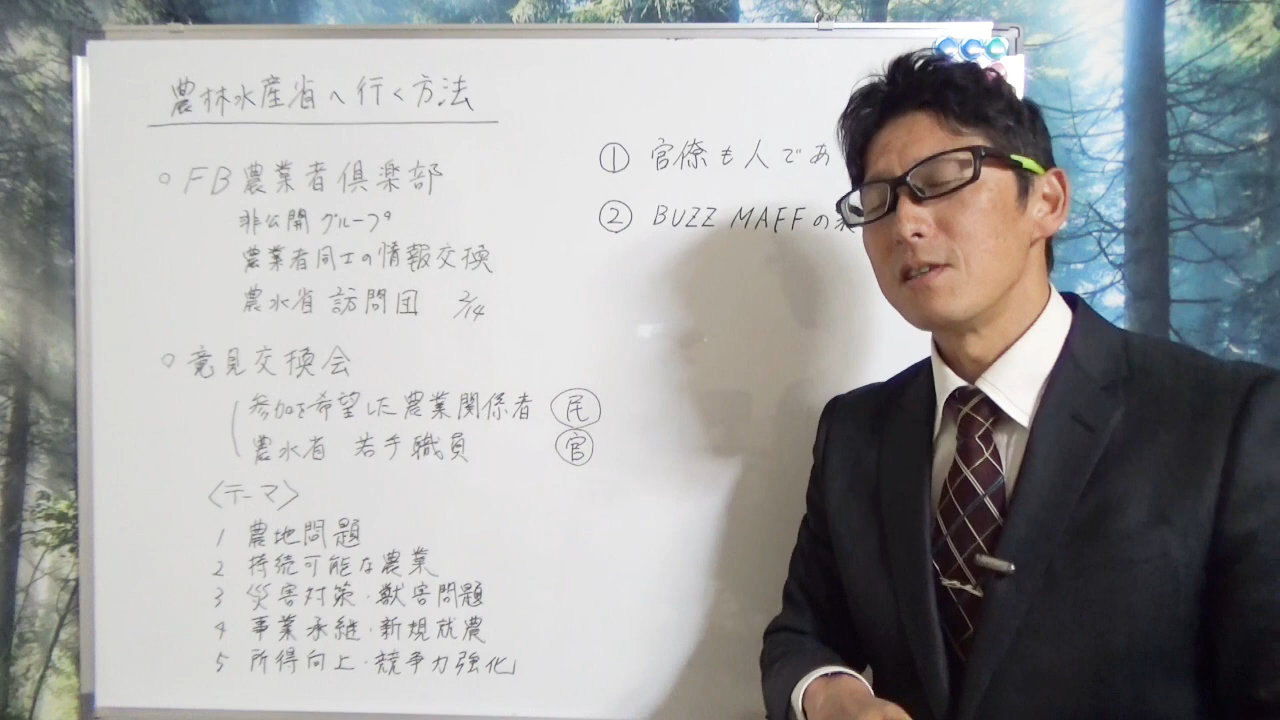 農林水産省へ行く方法
○ FB農業者倶楽部
非公開グループ
農業者同士の情報交換
農水省 訪問団 2/14
○ 意見交換会
参加を希望した農業関係者 民
農水省 若手職員 官
〈テーマ〉
1 農地問題
2 持続可能な農業
3 災害対策・獣害問題
4 事業承継・新規就農
5 所得向上・競争力強化
① 官僚も人であ
② BUZZ MAFFの